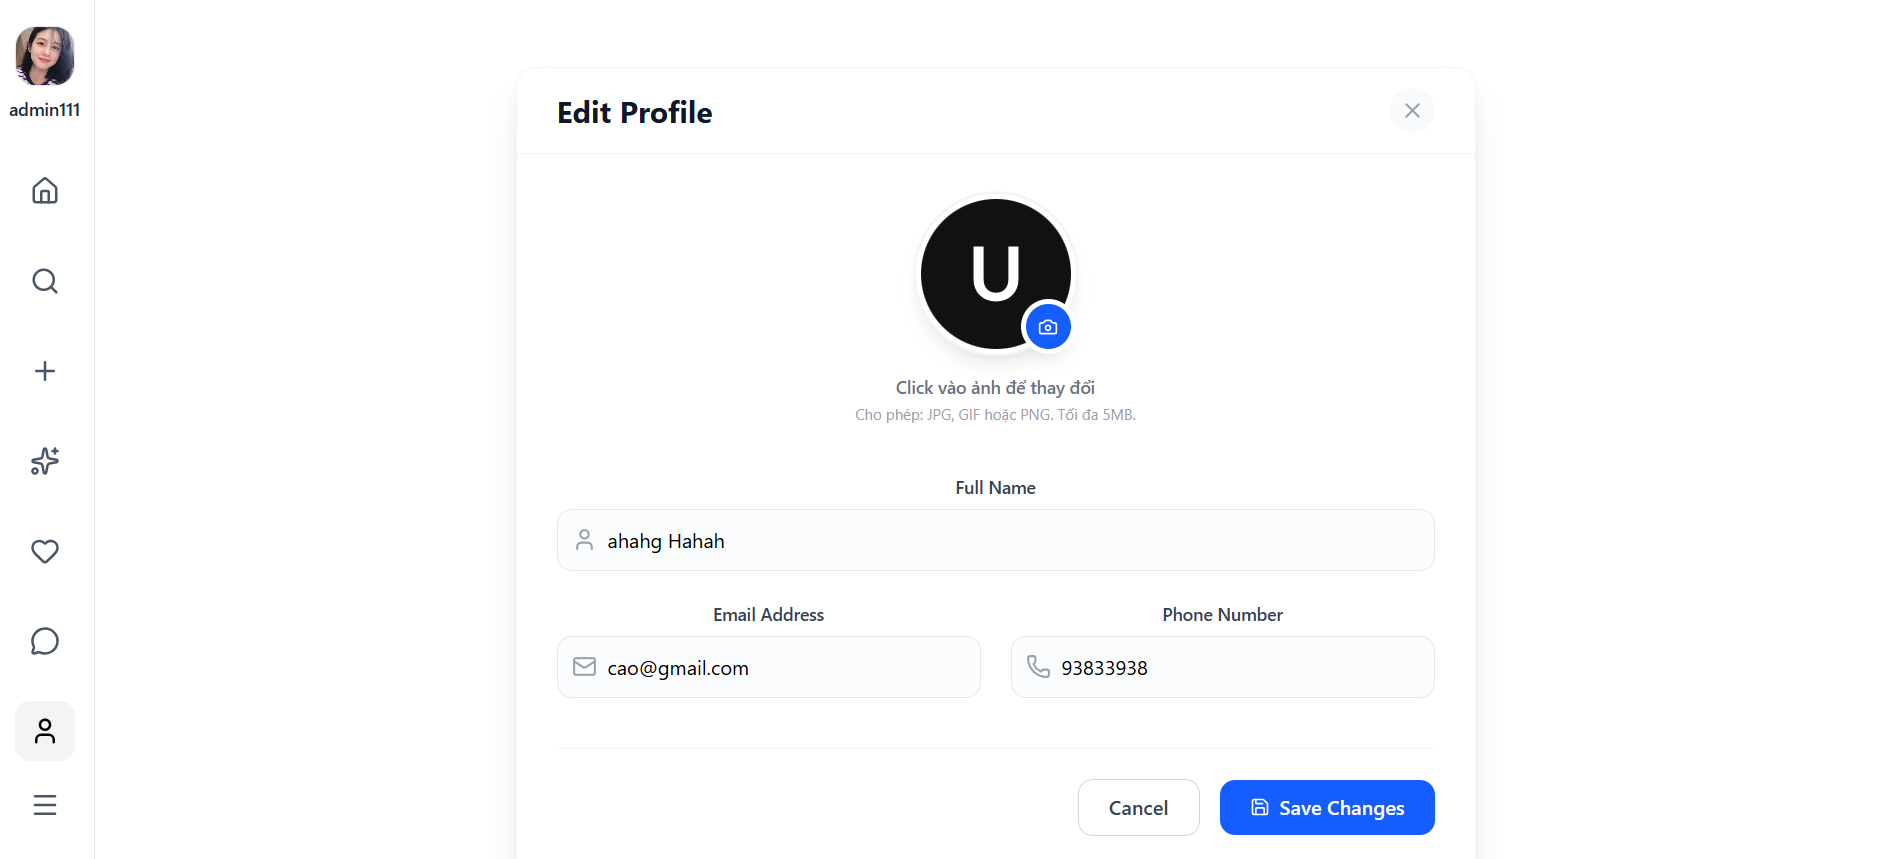 admin111
Edit Profile
U
Click vào ảnh để thay đổi
Cho phép: JPG, GIF hoặc PNG. Tối đa 5MB.
Full Name
ahahg Hahah
Email Address
Phone Number
cao@gmail.com
93833938
Cancel
Save Changes